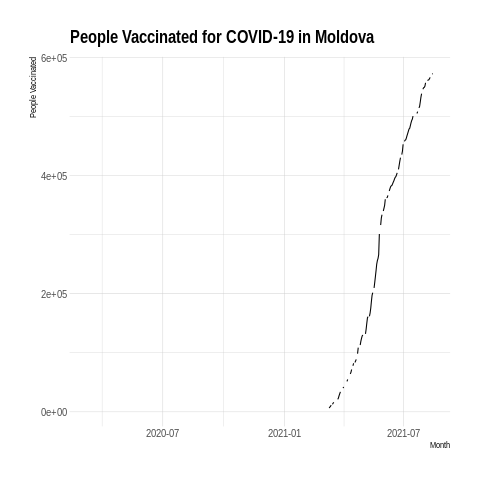 People Vaccinated for COVID-19 in Moldova
People Vaccinated
6e+05
4e+05
2e+05
0e+00
2020-07
2021-01
2021-07
Month